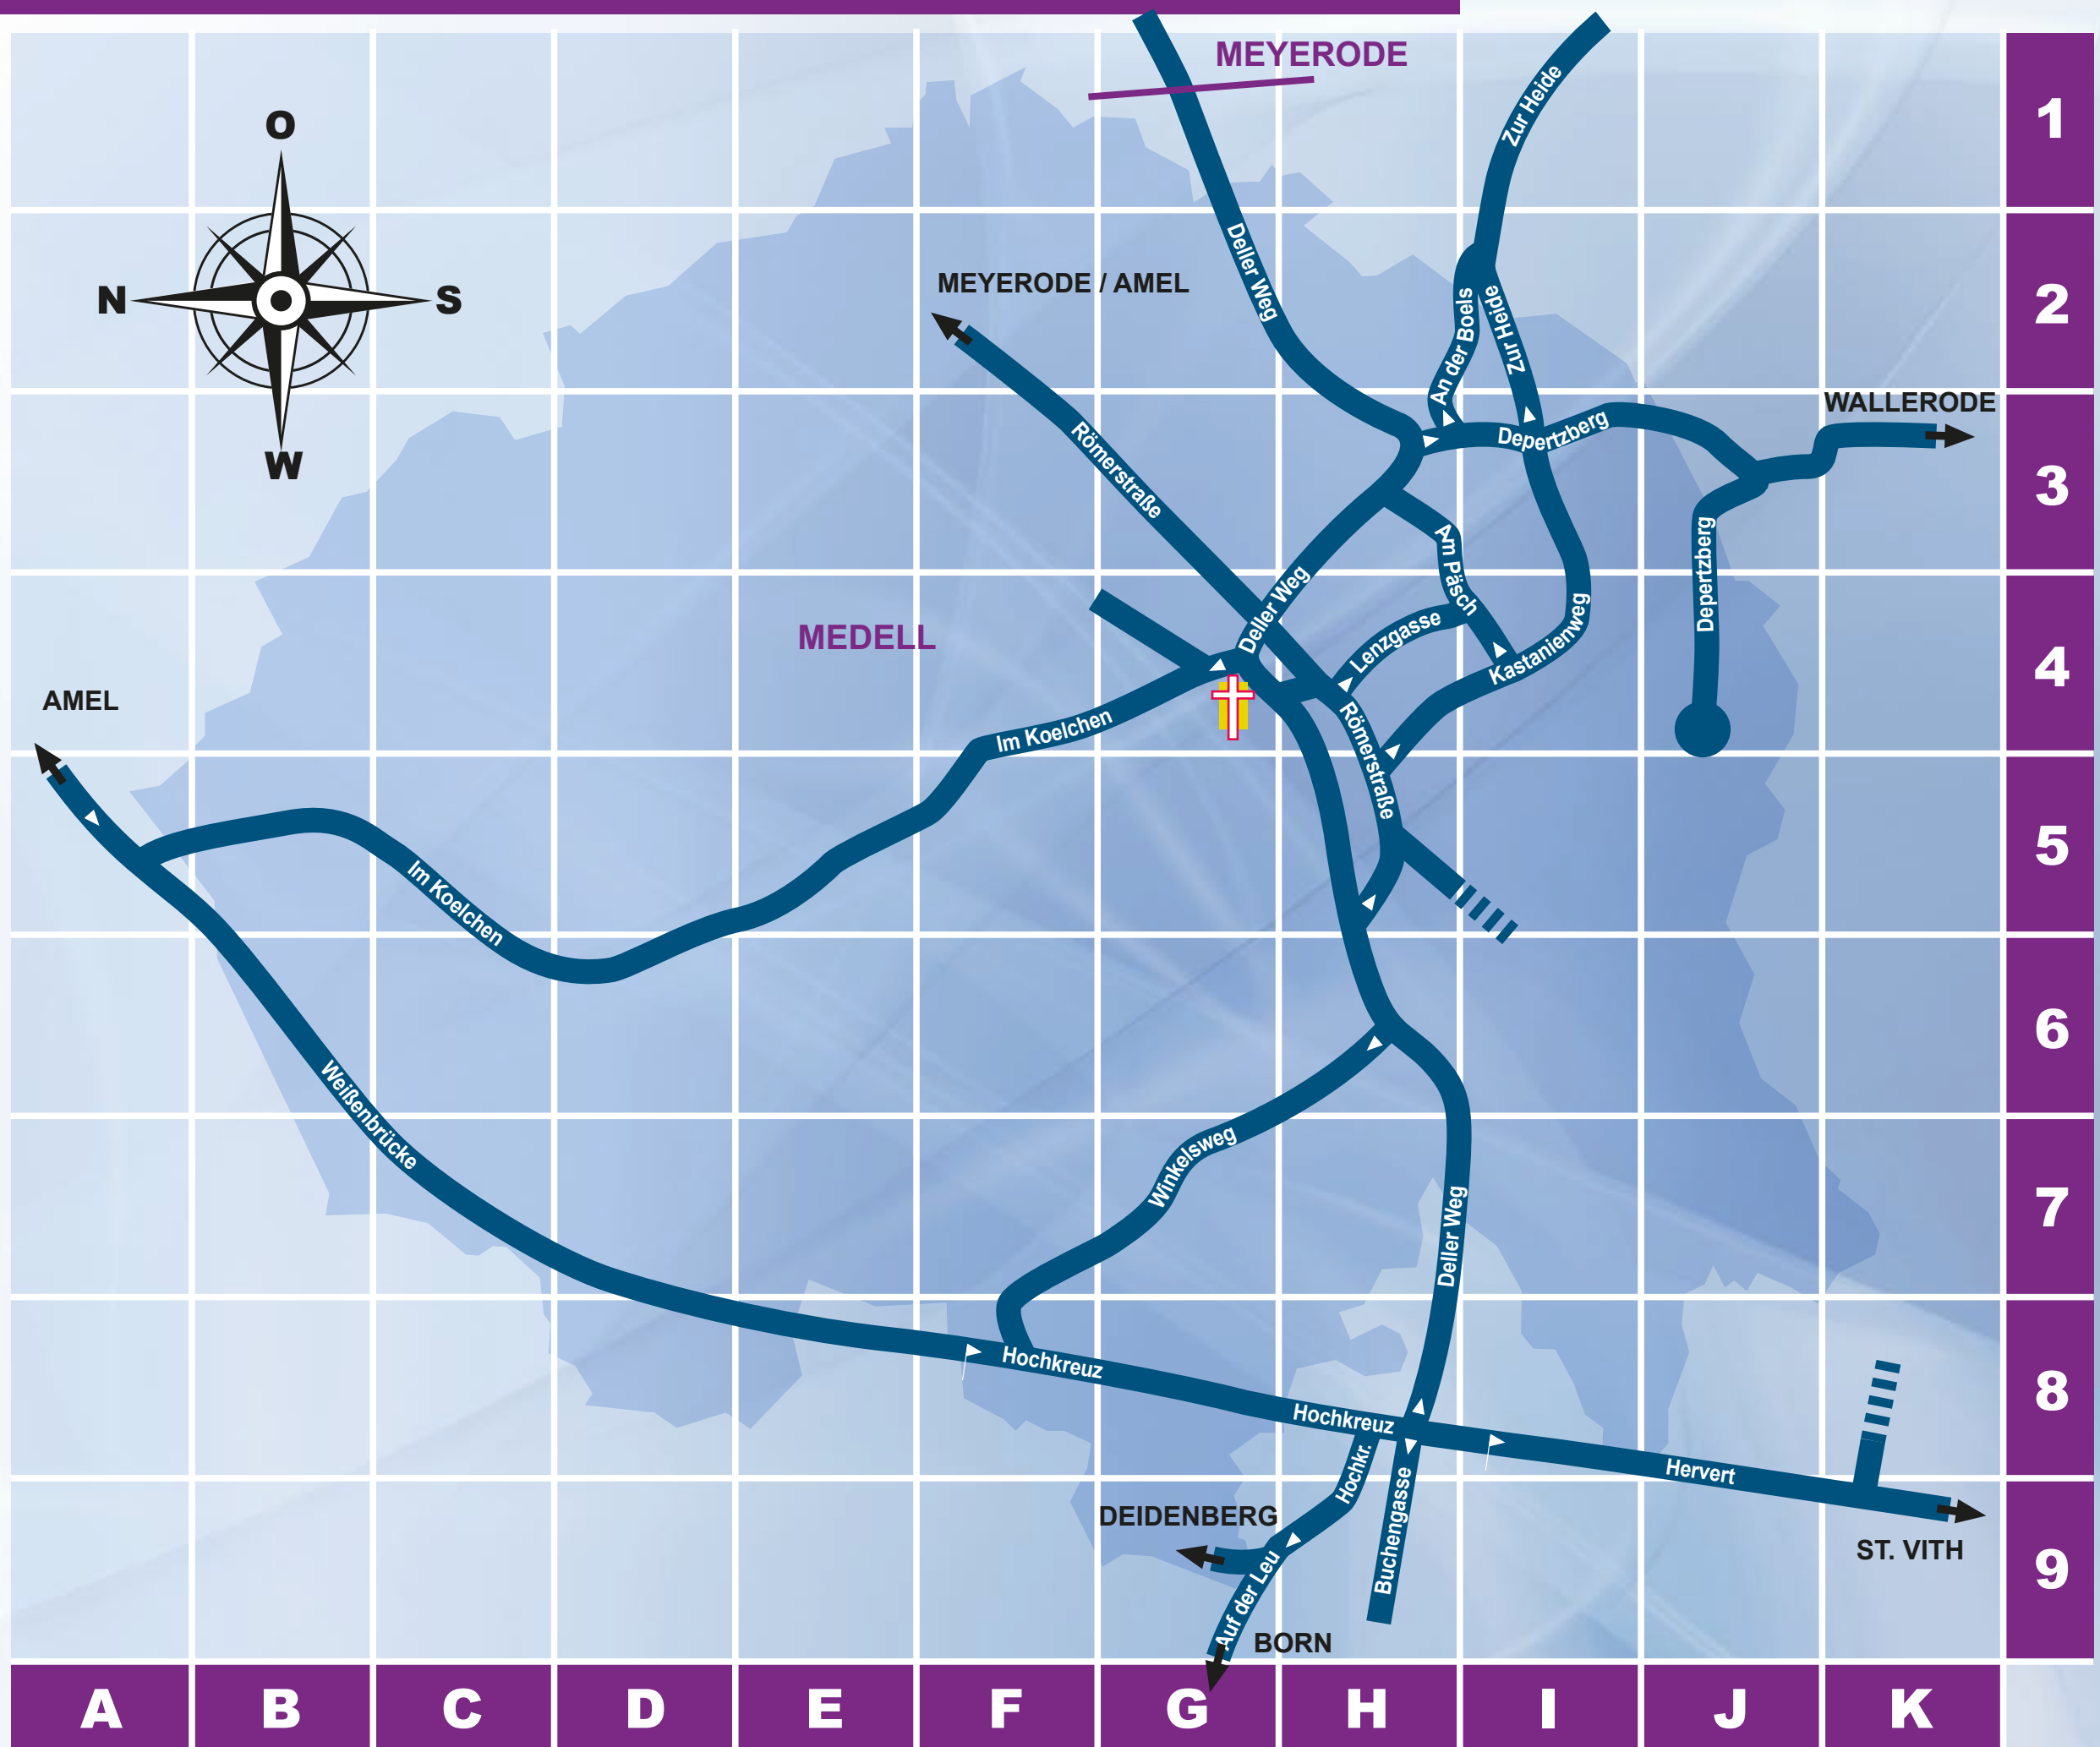 MEYERODE
Zur Heide
1
O
N
S
W
Deller Weg
MEYERODE / AMEL
An der Boels
Zur Heide
2
WALLERODE
Römerstraße
Depertzberg
3
Am Päsch
Depertzberg
Deller Weg
Lenzgasse
Kastanienweg
MEDELL
4
AMEL
Im Koelchen
Römerstraße
5
Im Koelchen
6
Weißenbrücke
Winkelsweg
7
Deller Weg
Hochkreuz
8
Hochkreuz
Hochkr.
Hervert
Buchengasse
DEIDENBERG
ST. VITH
9
Auf der Leu
BORN
A
B
C
D
E
F
G
H
I
J
K